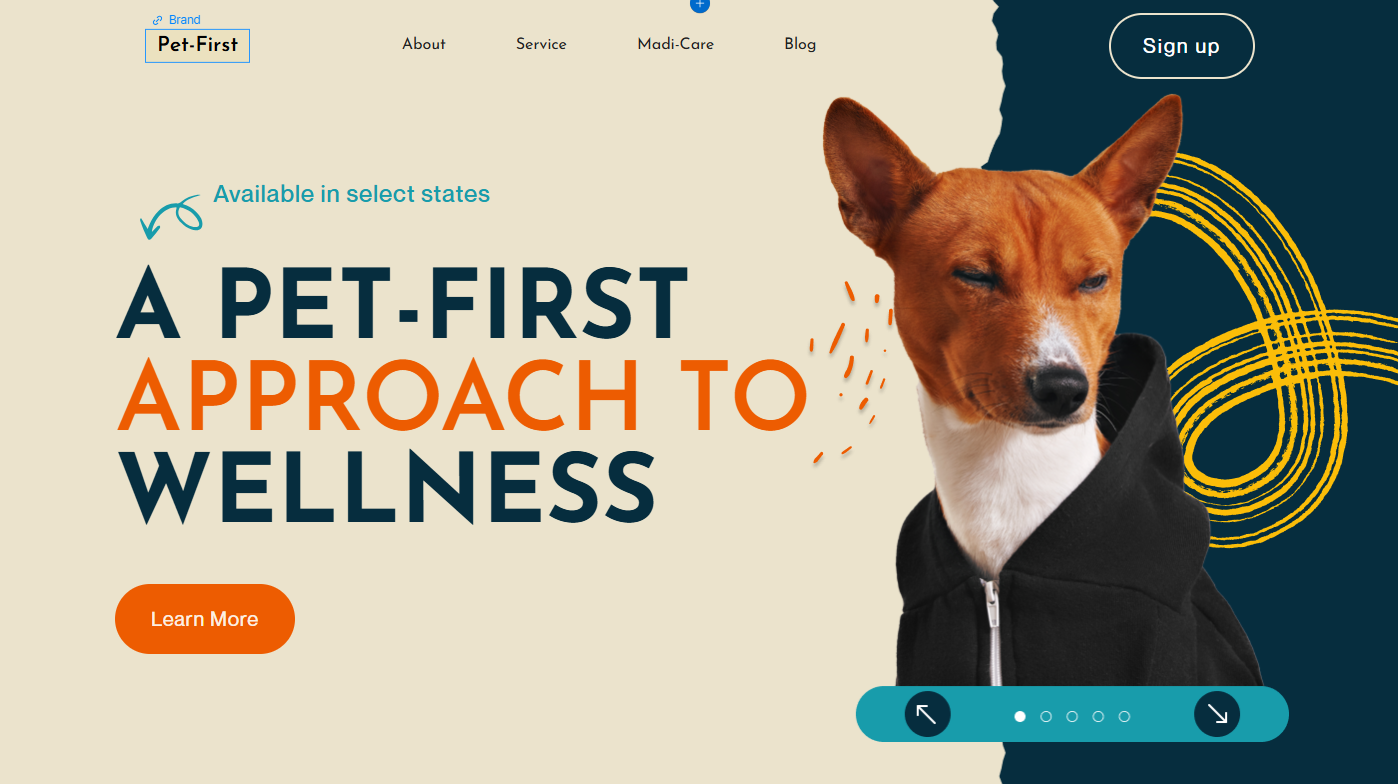 Brand
Pet-First
About
Service
Madi-Care
Blog
Sign up
Available in select states
A PET-FIRST
APPROACH TO
WELLNESS
Learn More